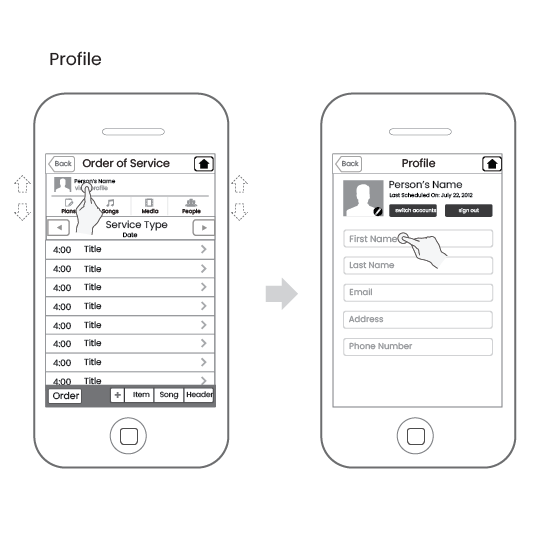 Profile
Back Order of Service
Person's Name
view profile
Plans Songs Media People
Service Type
Date
4:00 Title
4:00 Title
4:00 Title
4:00 Title
4:00 Title
4:00 Title
4:00 Title
4:00 Title
Order + Item Song Header
Back Profile
Person's Name
Last Scheduled On: July 22, 2012
switch accounts sign out
First Name
Last Name
Email
Address
Phone Number